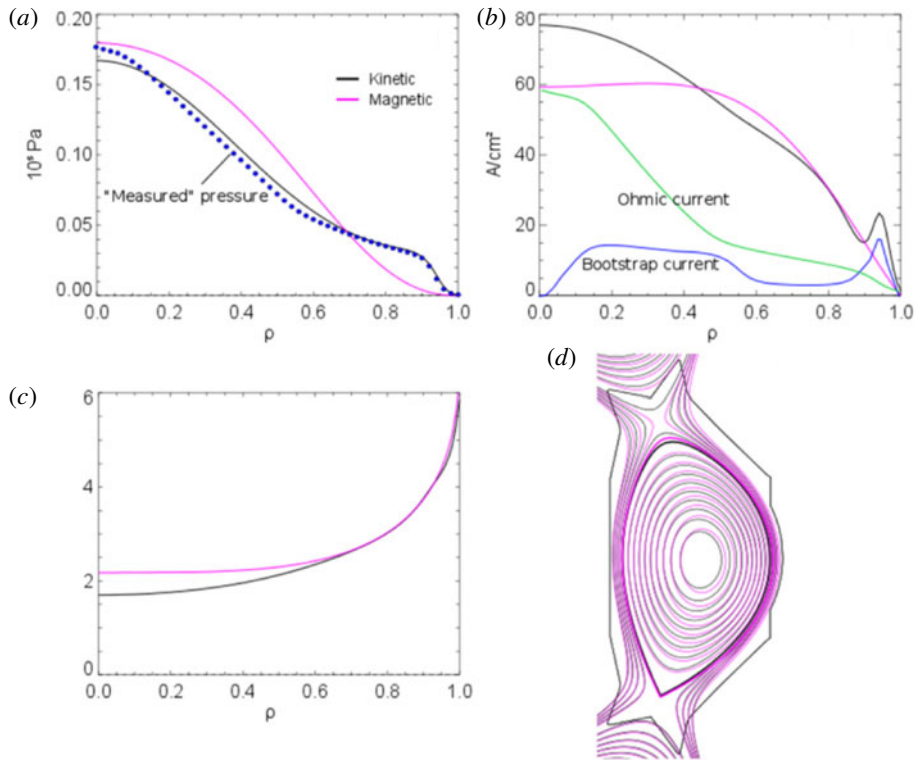 (a)
0.20
0.15
0.10
0.05
0.00
10⁶ Pa
Kinetic
Magnetic
"Measured" pressure
0.0 0.2 0.4 0.6 0.8 1.0
ρ
(b)
80
60
40
20
0
A/cm²
Ohmic current
Bootstrap current
0.0 0.2 0.4 0.6 0.8 1.0
ρ
(c)
6
4
2
0
0.0 0.2 0.4 0.6 0.8 1.0
ρ
(d)